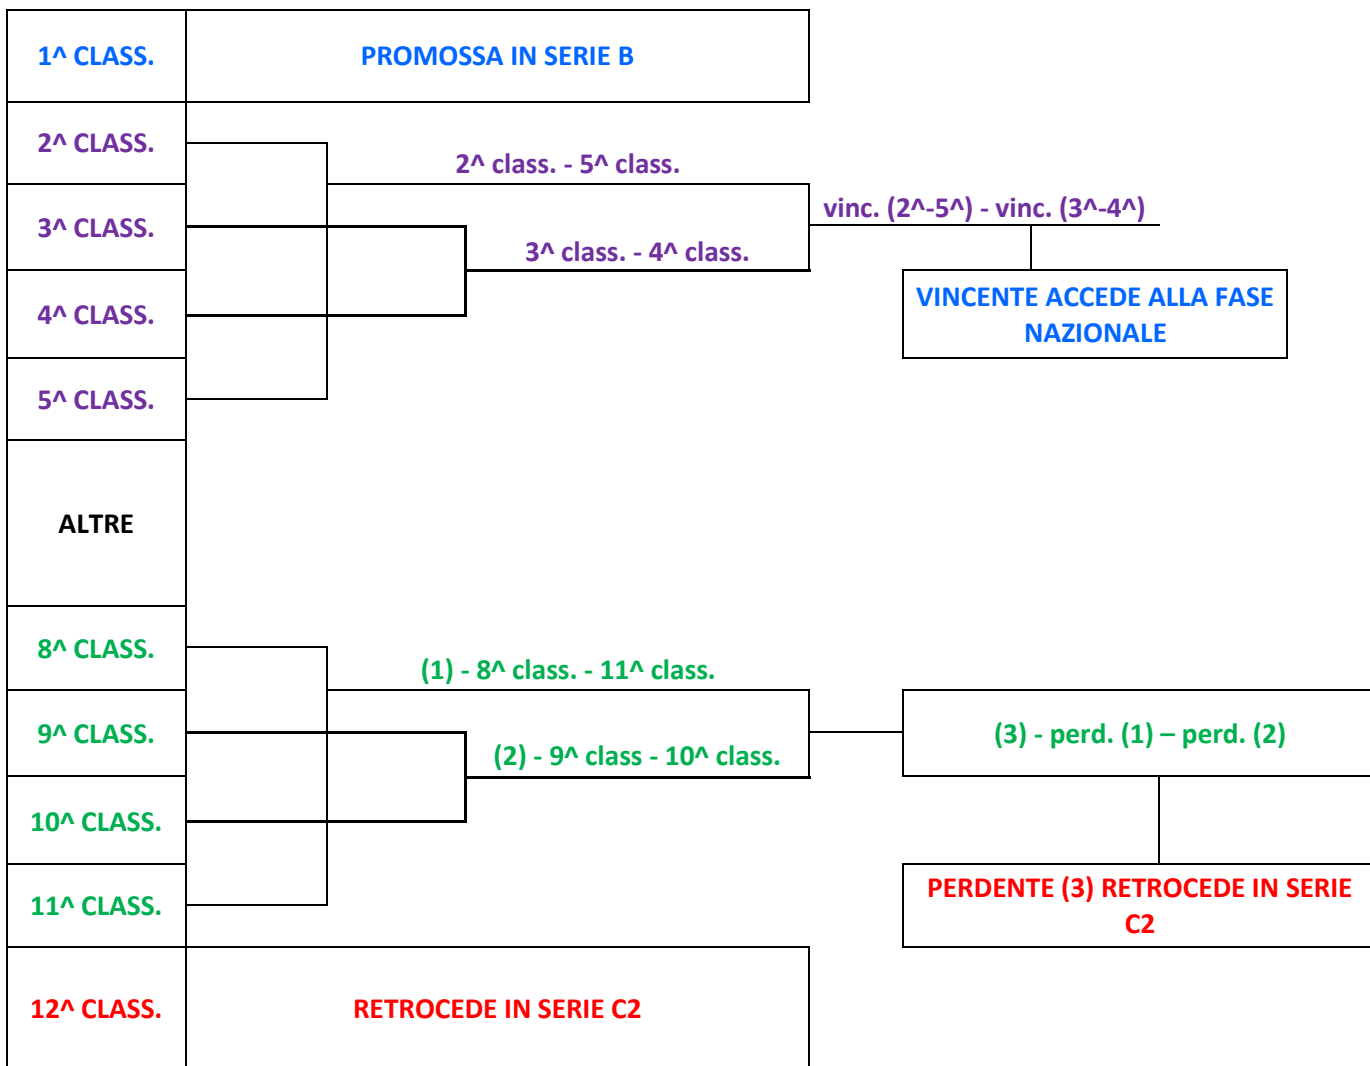 1^ CLASS.
PROMOSSA IN SERIE B
2^ CLASS.
2^ class. - 5^ class.
3^ CLASS.
vinc. (2^-5^) - vinc. (3^-4^)
3^ class. - 4^ class.
4^ CLASS.
VINCENTE ACCEDE ALLA FASE
NAZIONALE
5^ CLASS.
ALTRE
8^ CLASS.
(1) - 8^ class. - 11^ class.
9^ CLASS.
(3) - perd. (1) – perd. (2)
(2) - 9^ class - 10^ class.
10^ CLASS.
11^ CLASS.
PERDENTE (3) RETROCEDE IN SERIE
C2
12^ CLASS.
RETROCEDE IN SERIE C2